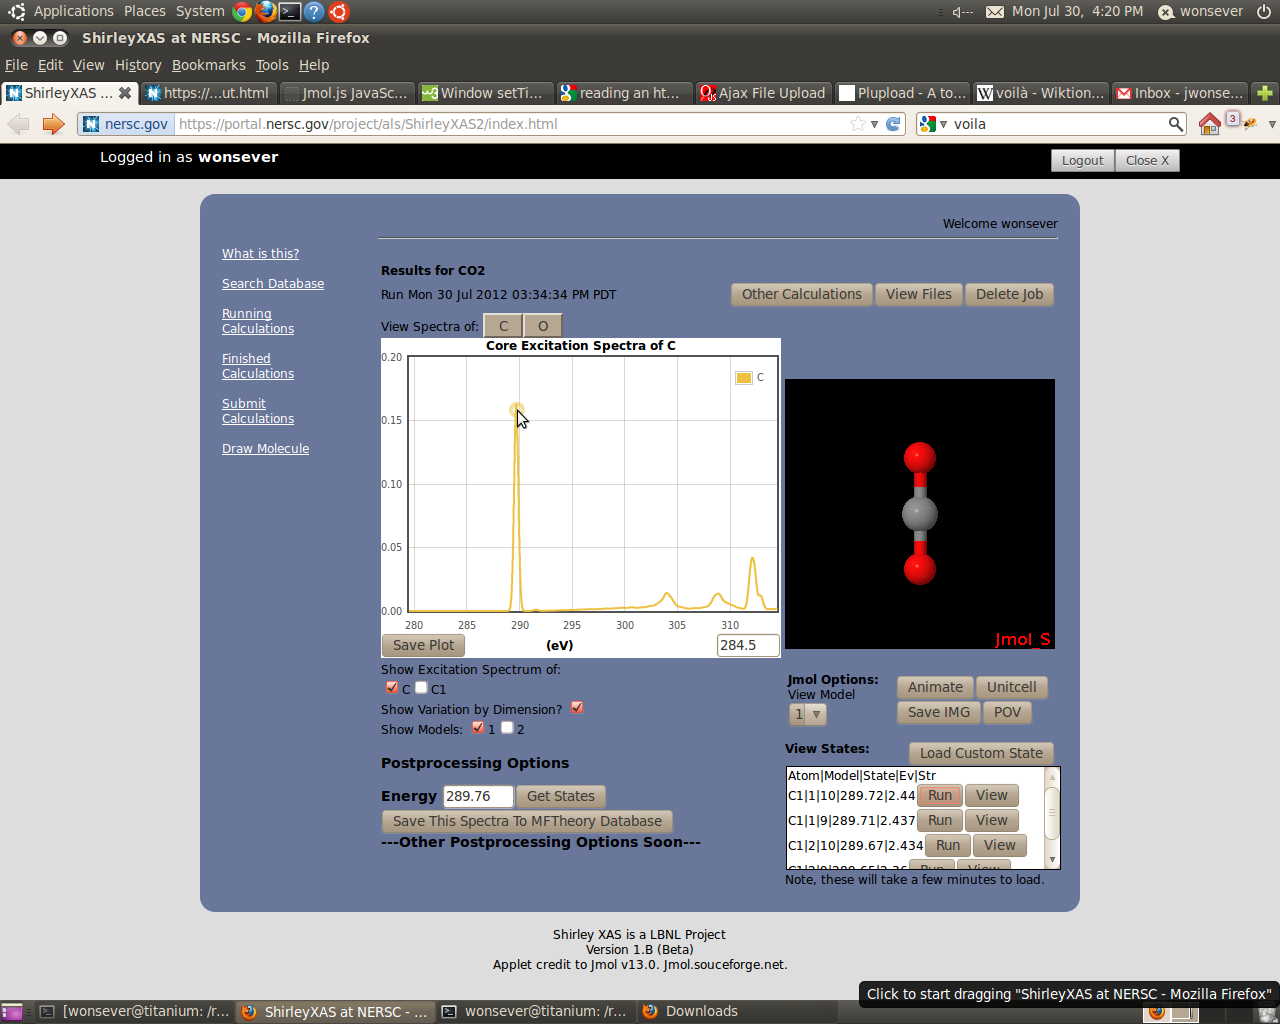 Applications Places System Mon Jul 30, 4:20 PM wonsever
ShirleyXAS at NERSC - Mozilla Firefox
File Edit View History Bookmarks Tools Help
ShirleyXAS ... https:/...ut.html Jmol.js JavaSc... Window setTi... reading an ht... Ajax File Upload Plupload - A to... voilà - Wiktion... Inbox - jwonse...
nersc.gov https://portal.nersc.gov/project/als/ShirleyXAS2/index.html voila 3
Logged in as wonsever Logout Close X
Welcome wonsever
What is this?
Search Database
Running
Calculations
Finished
Calculations
Submit
Calculations
Draw Molecule
Results for CO2
Run Mon 30 Jul 2012 03:34:34 PM PDT Other Calculations View Files Delete Job
View Spectra of: C O
Core Excitation Spectra of C
C
0.20
0.15
0.10
0.05
0.00
280 285 290 295 300 305 310
Save Plot (eV) 284.5
Jmol_S
Show Excitation Spectrum of:
C C1
Show Variation by Dimension?
Show Models: 1 2
Postprocessing Options
Energy 289.76 Get States
Save This Spectra To MFTheory Database
---Other Postprocessing Options Soon---
Jmol Options: Animate Unitcell
View Model
1 Save IMG POV
View States: Load Custom State
Atom|Model|State|Ev|Str
C1|1|10|289.72|2.44 Run View
C1|1|9|289.71|2.437 Run View
C1|2|10|289.67|2.434 Run View
Note, these will take a few minutes to load.
Shirley XAS is a LBNL Project
Version 1.B (Beta)
Applet credit to Jmol v13.0. Jmol.souceforge.net.
Click to start dragging "ShirleyXAS at NERSC - Mozilla Firefox"
[wonsever@titanium: /r... ShirleyXAS at NERSC - ... wonsever@titanium: /r... Downloads